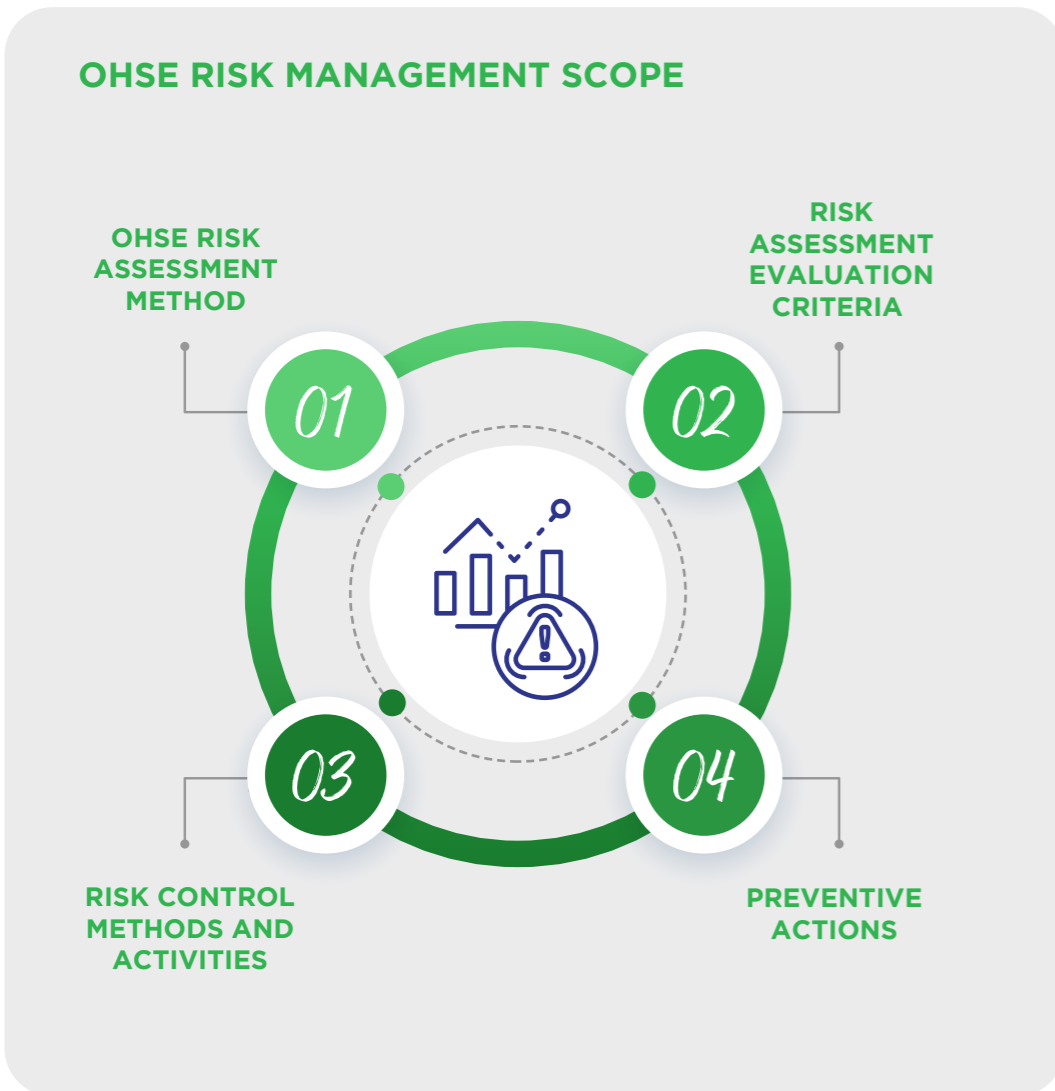 OHSE RISK MANAGEMENT SCOPE
OHSE RISK
ASSESSMENT
METHOD
01
RISK
ASSESSMENT
EVALUATION
CRITERIA
02
03
RISK CONTROL
METHODS AND
ACTIVITIES
04
PREVENTIVE
ACTIONS